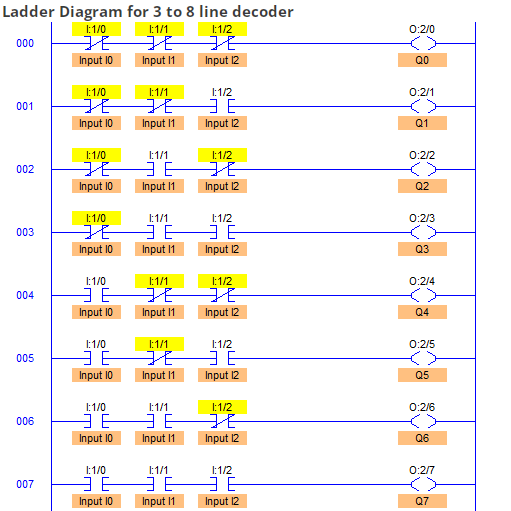 Ladder Diagram for 3 to 8 line decoder
I:1/0 I:1/1 I:1/2 O:2/0
000
Input I0 Input I1 Input I2 Q0
I:1/0 I:1/1 I:1/2 O:2/1
001
Input I0 Input I1 Input I2 Q1
I:1/0 I:1/1 I:1/2 O:2/2
002
Input I0 Input I1 Input I2 Q2
I:1/0 I:1/1 I:1/2 O:2/3
003
Input I0 Input I1 Input I2 Q3
I:1/0 I:1/1 I:1/2 O:2/4
004
Input I0 Input I1 Input I2 Q4
I:1/0 I:1/1 I:1/2 O:2/5
005
Input I0 Input I1 Input I2 Q5
I:1/0 I:1/1 I:1/2 O:2/6
006
Input I0 Input I1 Input I2 Q6
I:1/0 I:1/1 I:1/2 O:2/7
007
Input I0 Input I1 Input I2 Q7